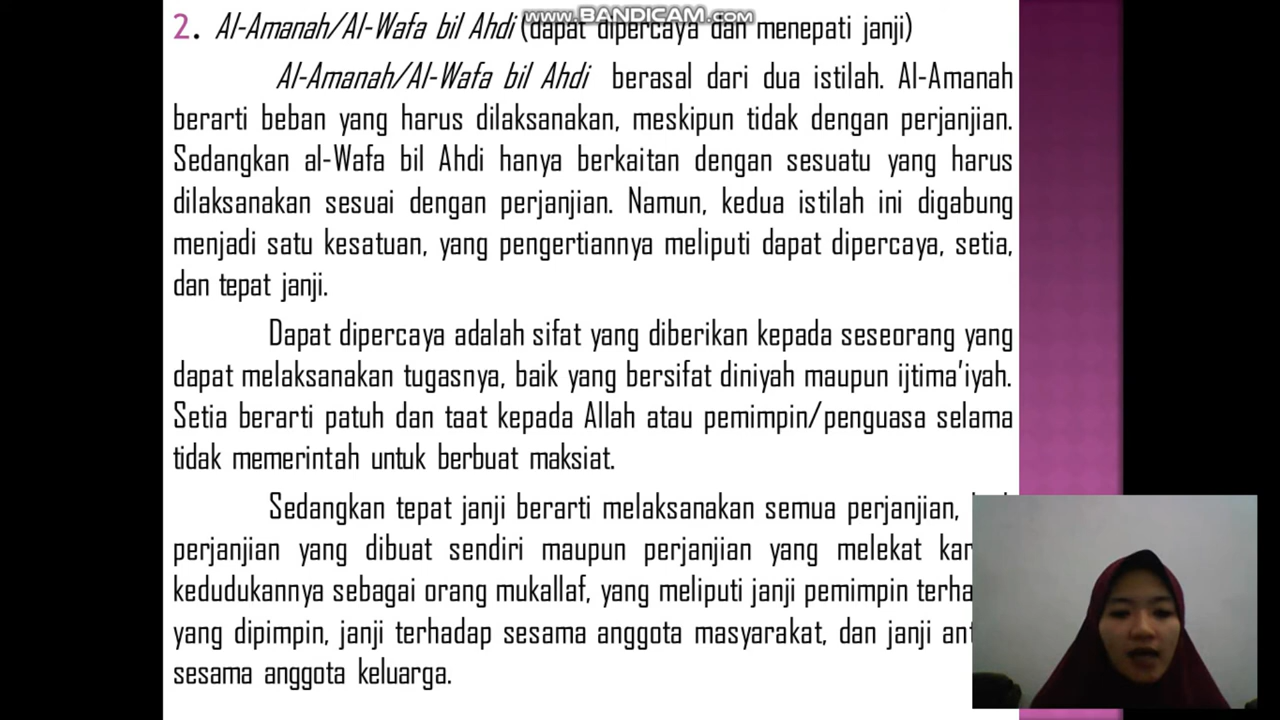 www.BANDICAM.com
2. Al-Amanah/Al-Wafa bil Ahdi (dapat dipercaya dan menepati janji)
Al-Amanah/Al-Wafa bil Ahdi berasal dari dua istilah. Al-Amanah
berarti beban yang harus dilaksanakan, meskipun tidak dengan perjanjian.
Sedangkan al-Wafa bil Ahdi hanya berkaitan dengan sesuatu yang harus
dilaksanakan sesuai dengan perjanjian. Namun, kedua istilah ini digabung
menjadi satu kesatuan, yang pengertiannya meliputi dapat dipercaya, setia,
dan tepat janji.
Dapat dipercaya adalah sifat yang diberikan kepada seseorang yang
dapat melaksanakan tugasnya, baik yang bersifat diniyah maupun ijtima'iyah.
Setia berarti patuh dan taat kepada Allah atau pemimpin/penguasa selama
tidak memerintah untuk berbuat maksiat.
Sedangkan tepat janji berarti melaksanakan semua perjanjian,
perjanjian yang dibuat sendiri maupun perjanjian yang melekat
kedudukannya sebagai orang mukallaf, yang meliputi janji pemimpin
yang dipimpin, janji terhadap sesama anggota masyarakat, dan janji
sesama anggota keluarga.